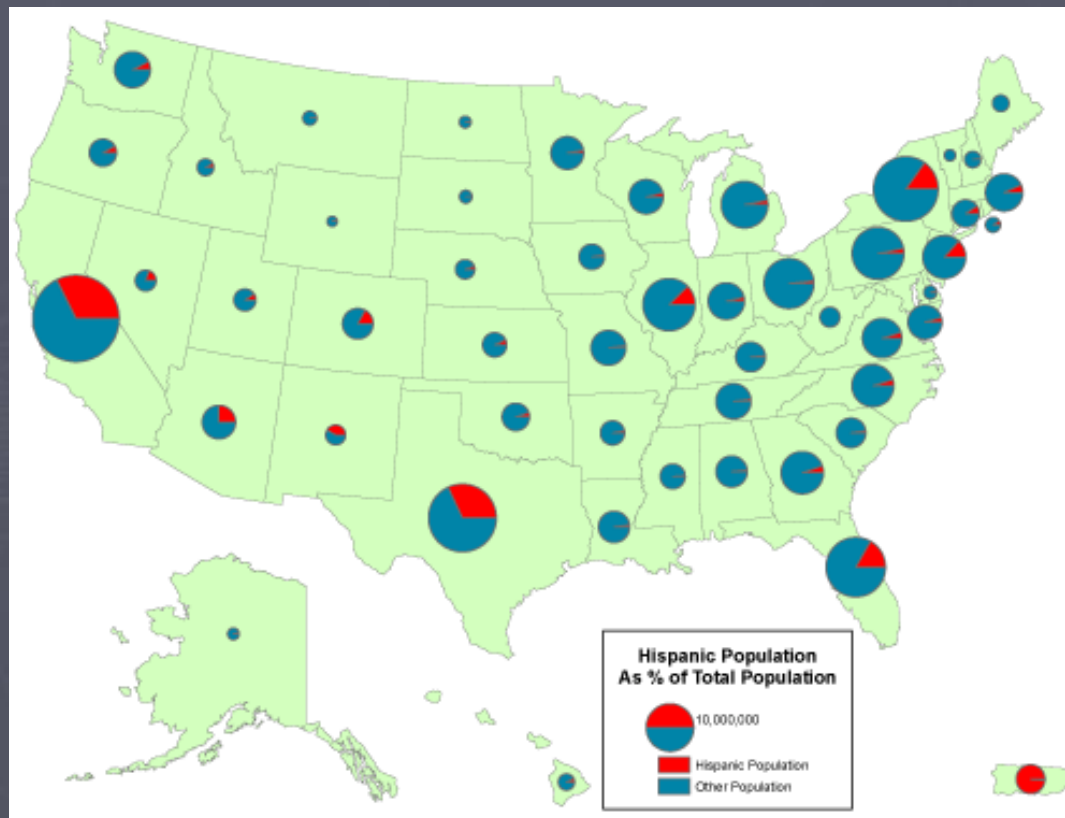 Hispanic Population
As % of Total Population
10,000,000
Hispanic Population
Other Population